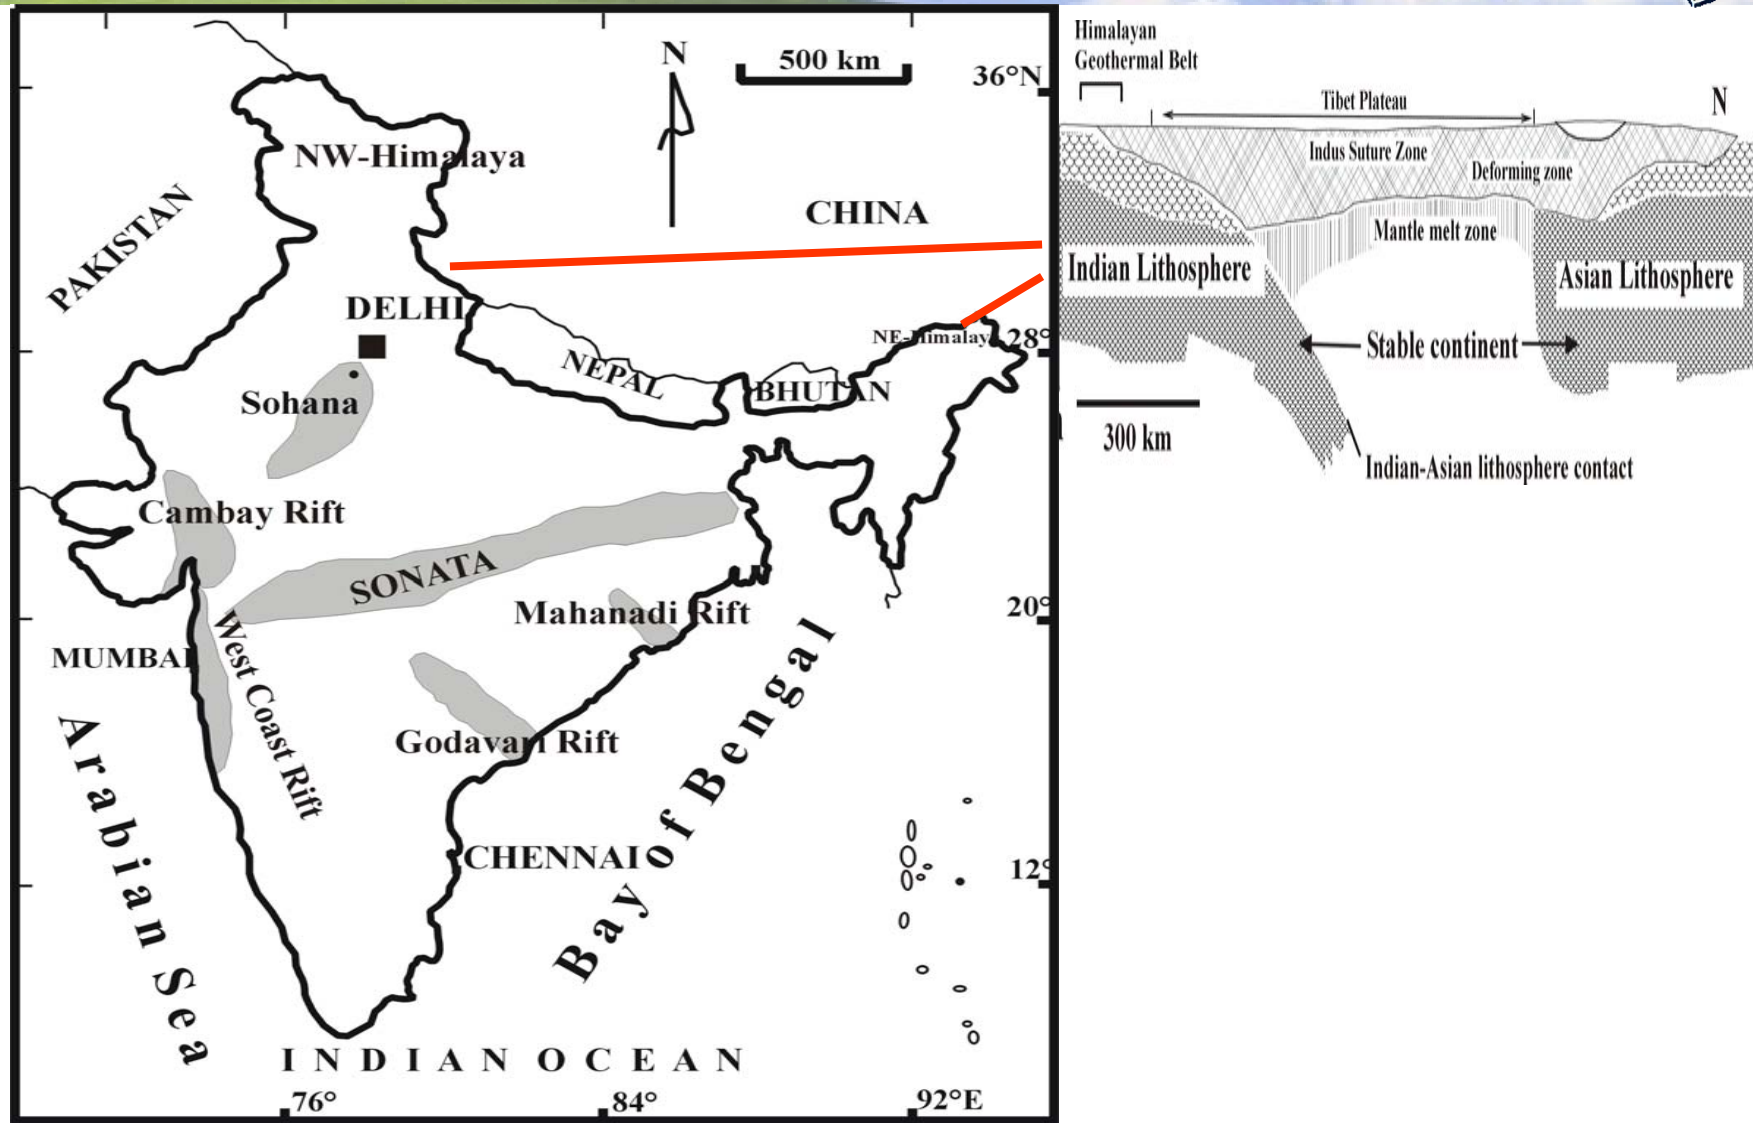 N
500 km
36°N
NW-Himalaya
CHINA
PAKISTAN
DELHI
NE-Himalay
28°
NEPAL
BHUTAN
Sohana
Cambay Rift
SONATA
Mahanadi Rift
20°
MUMBAI
West Coast Rift
Godavari Rift
Arabian Sea
Bay of Bengal
CHENNAI
12°
INDIAN OCEAN
76°
84°
92°E
Himalayan
Geothermal Belt
Tibet Plateau
N
Indus Suture Zone
Deforming zone
Mantle melt zone
Indian Lithosphere
Asian Lithosphere
Stable continent
300 km
Indian-Asian lithosphere contact